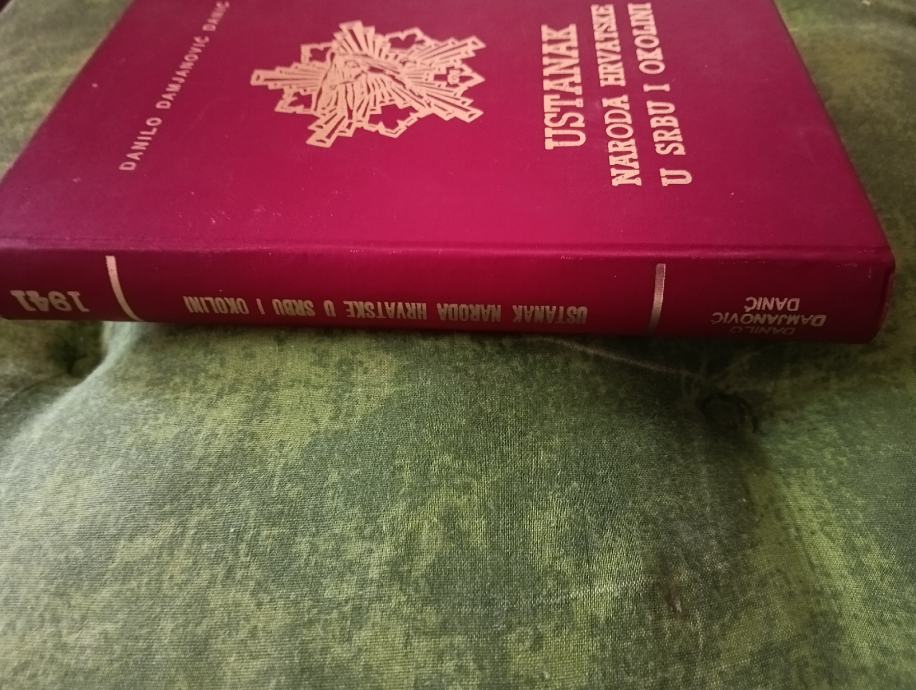 DANILO DAMJANOVIĆ DANIĆ
USTANAK
NARODA HRVATSKE
U SRBU I OKOLINI
DANILO
DAMJANOVIĆ
DANIĆ
USTANAK NARODA HRVATSKE U SRBU I OKOLINI
1941